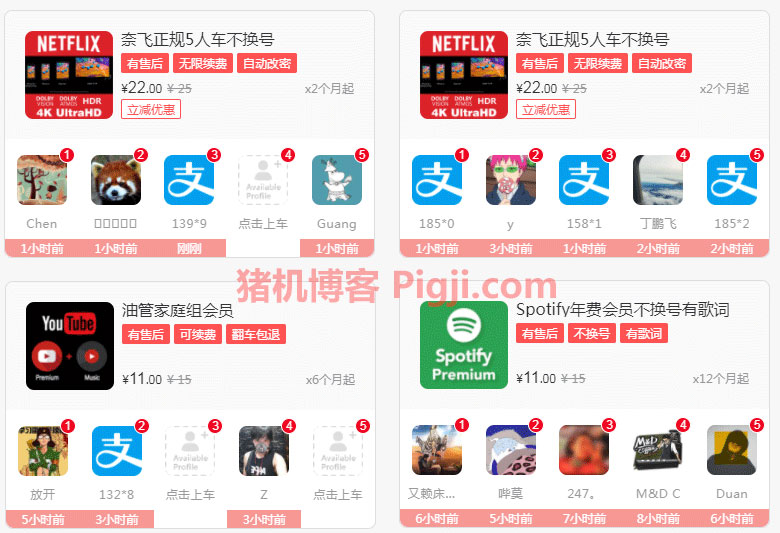 NETFLIX
DOLBY VISION DOLBY ATMOS HDR
4K UltraHD
奈飞正规5人车不换号
有售后 无限续费 自动改密
¥22.00 ¥ 25 x2个月起
立减优惠
1 2 3 4 5
支
Available Profile
Chen 139*9 点击上车 Guang
1小时前 1小时前 刚刚 1小时前
NETFLIX
DOLBY VISION DOLBY ATMOS HDR
4K UltraHD
奈飞正规5人车不换号
有售后 无限续费 自动改密
¥22.00 ¥ 25 x2个月起
立减优惠
1 2 3 4 5
支 支 支
185*0 y 158*1 丁鹏飞 185*2
1小时前 3小时前 1小时前 2小时前 2小时前
猪机博客 Pigji.com
YouTube
Premium + Music
油管家庭组会员
有售后 可续费 翻车包退
¥11.00 ¥ 15 x6个月起
1 2 3 4 5
支
Available Profile Available Profile
放开 132*8 点击上车 Z 点击上车
5小时前 3小时前 3小时前
Spotify
Premium
Spotify年费会员不换号有歌词
有售后 不换号 有歌词
¥11.00 ¥ 15 x12个月起
1 2 3 4 5
M&D
又赖床... 哗莫 247。 M&D C Duan
6小时前 5小时前 7小时前 8小时前 6小时前